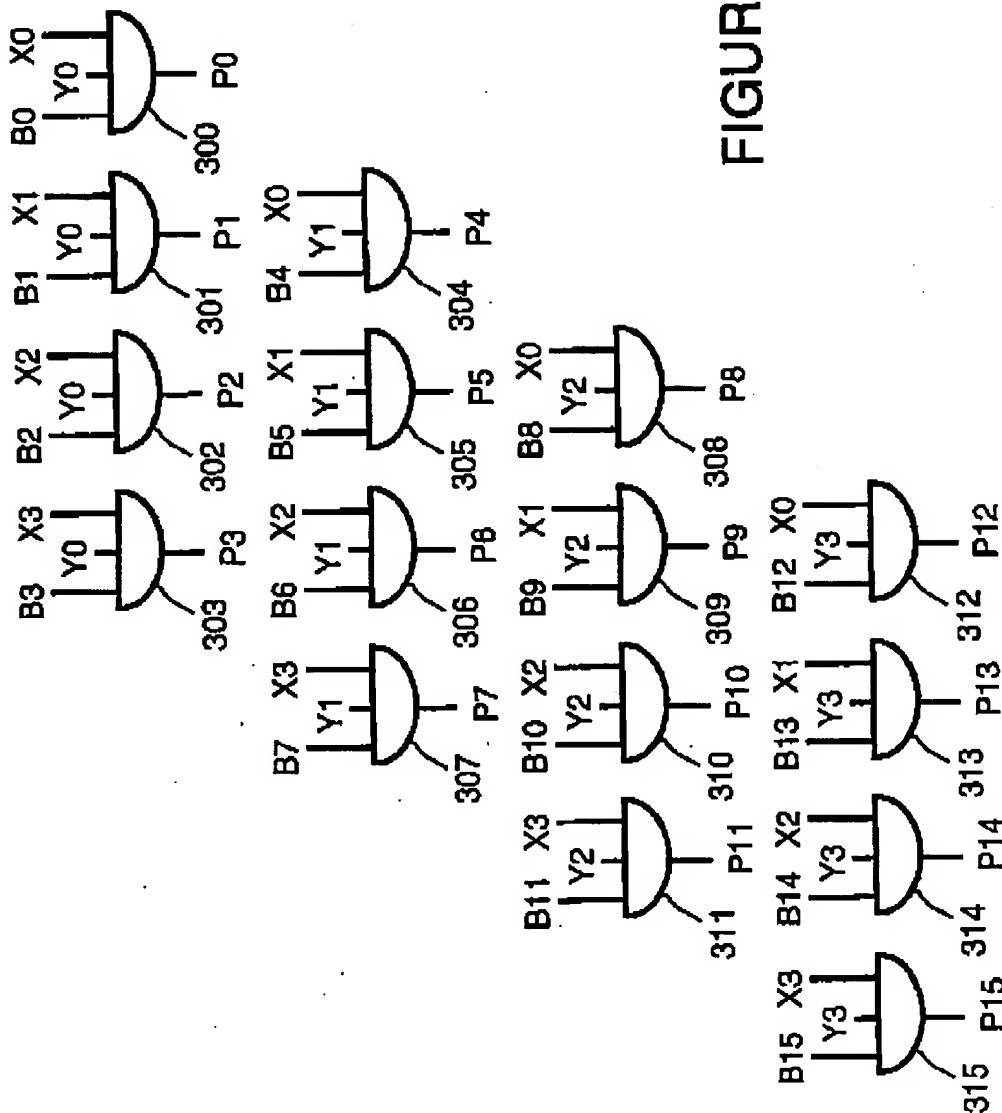 B3 X3 B2 X2 B1 X1 B0 X0
Y0 Y0 Y0 Y0
303 P3 302 P2 301 P1 300 P0
B7 X3 B6 X2 B5 X1 B4 X0
Y1 Y1 Y1 Y1
307 P7 306 P6 305 P5 304 P4
B11 X3 B10 X2 B9 X1 B8 X0
Y2 Y2 Y2 Y2
311 P11 310 P10 309 P9 308 P8
B15 X3 B14 X2 B13 X1 B12 X0
Y3 Y3 Y3 Y3
315 P15 314 P14 313 P13 312 P12
FIGUR